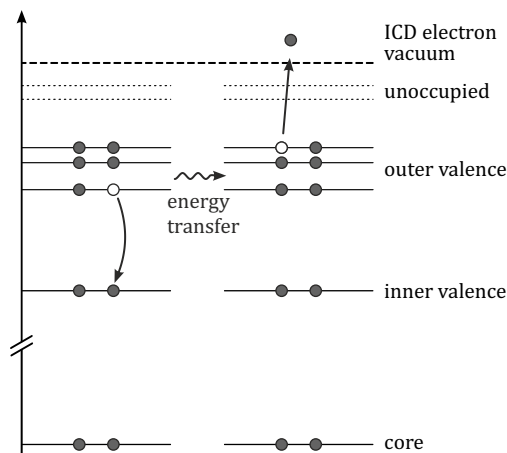 ICD electron
vacuum
unoccupied
outer valence
energy
transfer
inner valence
core